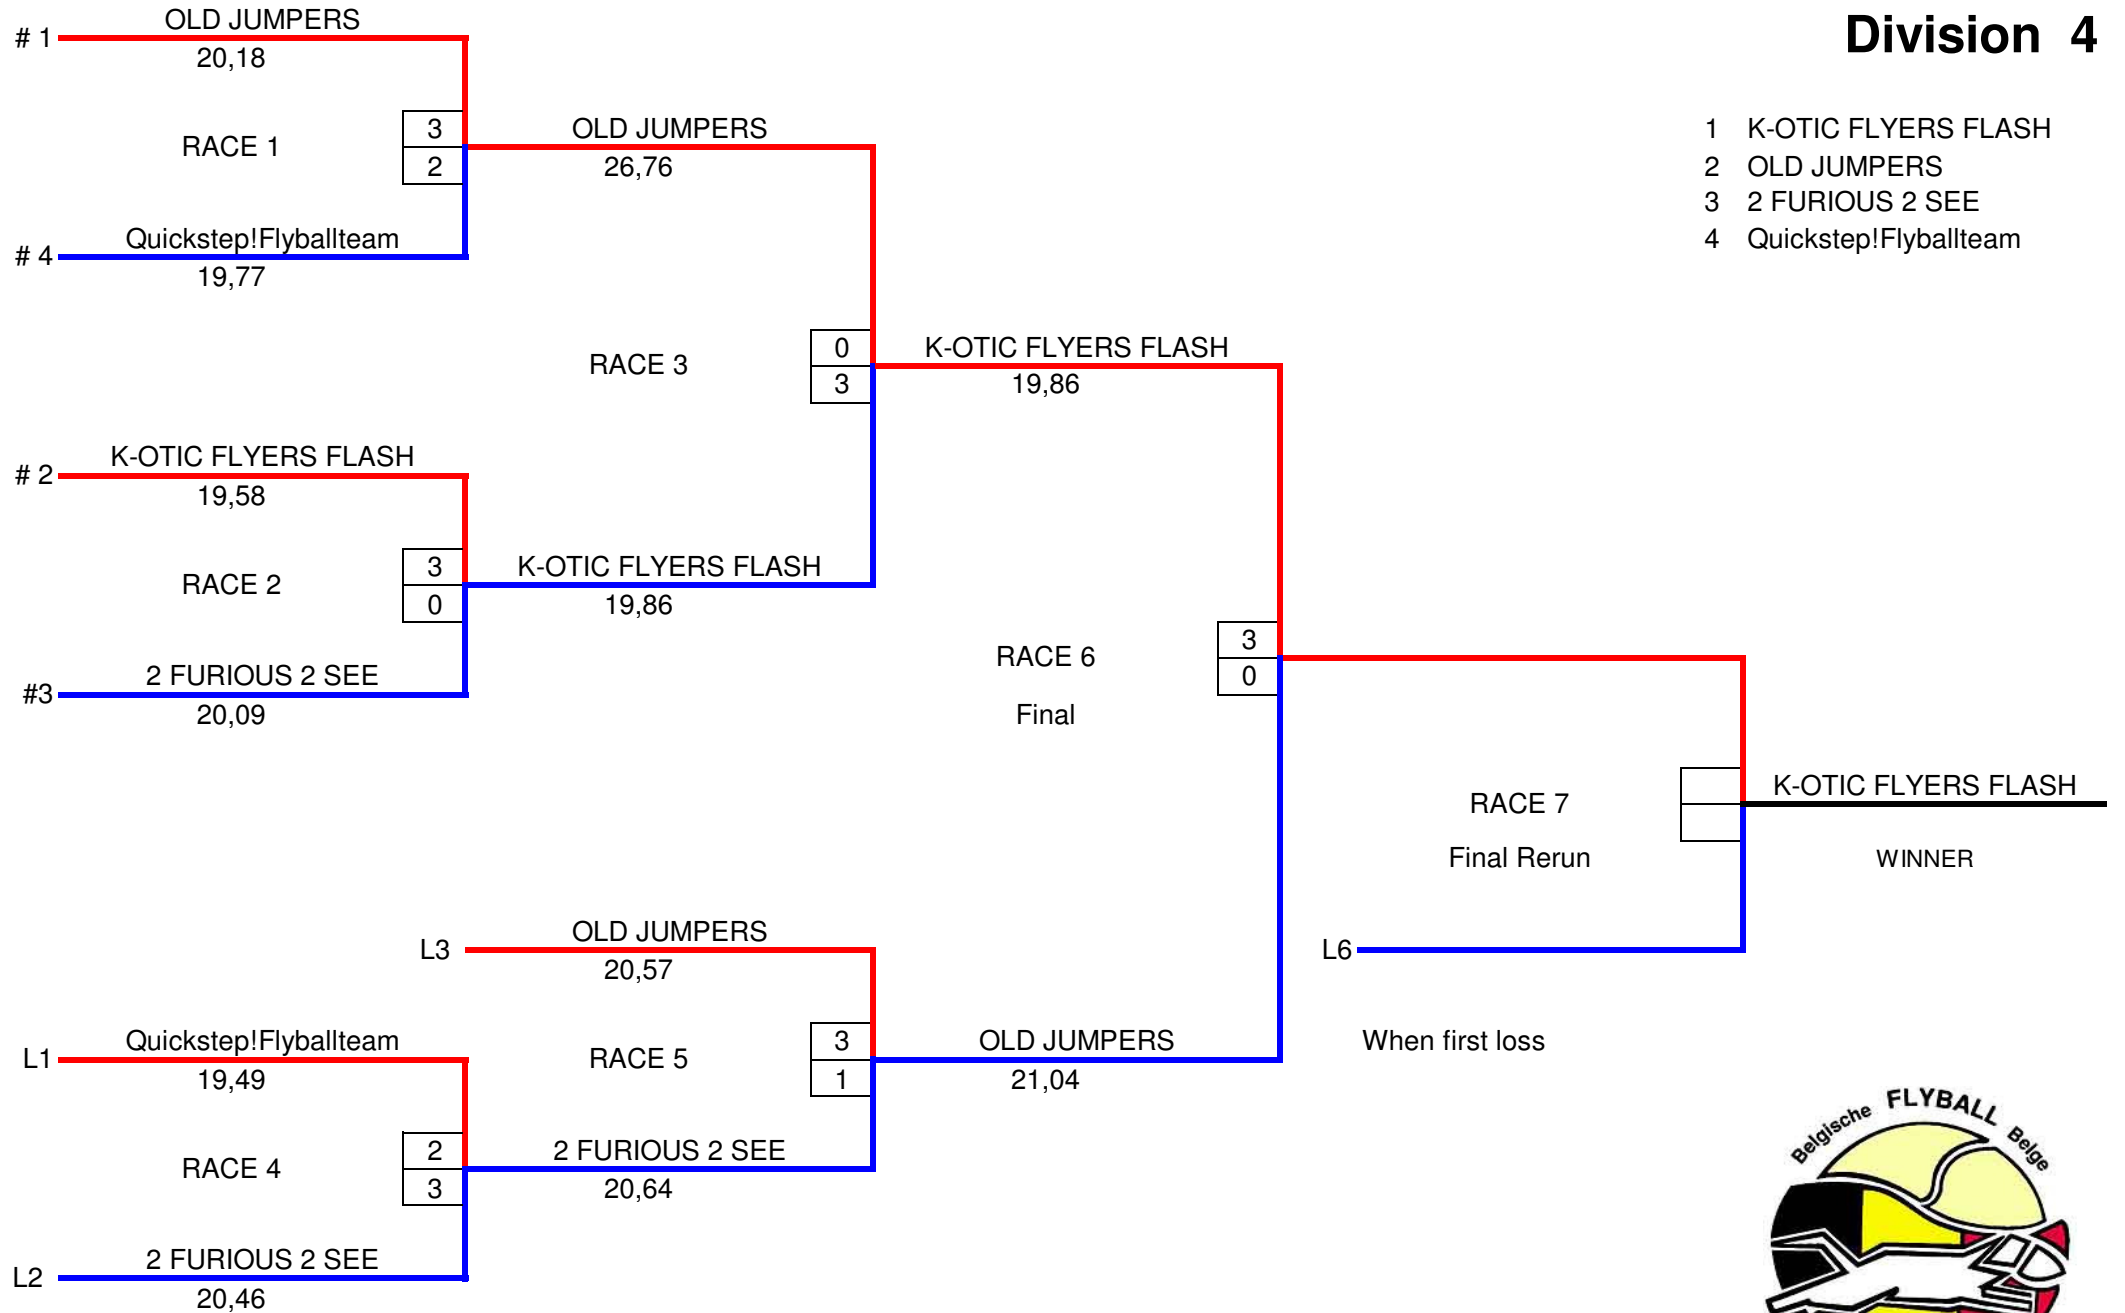 Division 4
1 K-OTIC FLYERS FLASH
2 OLD JUMPERS
3 2 FURIOUS 2 SEE
4 Quickstep!Flyballteam
# 1
OLD JUMPERS
20,18
RACE 1
3
2
# 4
Quickstep!Flyballteam
19,77
OLD JUMPERS
26,76
RACE 3
0
3
# 2
K-OTIC FLYERS FLASH
19,58
RACE 2
3
0
#3
2 FURIOUS 2 SEE
20,09
K-OTIC FLYERS FLASH
19,86
K-OTIC FLYERS FLASH
19,86
RACE 6
Final
3
0
RACE 7
Final Rerun
K-OTIC FLYERS FLASH
WINNER
L6
When first loss
L3
OLD JUMPERS
20,57
RACE 5
3
1
OLD JUMPERS
21,04
L1
Quickstep!Flyballteam
19,49
RACE 4
2
3
2 FURIOUS 2 SEE
20,64
L2
2 FURIOUS 2 SEE
20,46
Belgische FLYBALL Belge